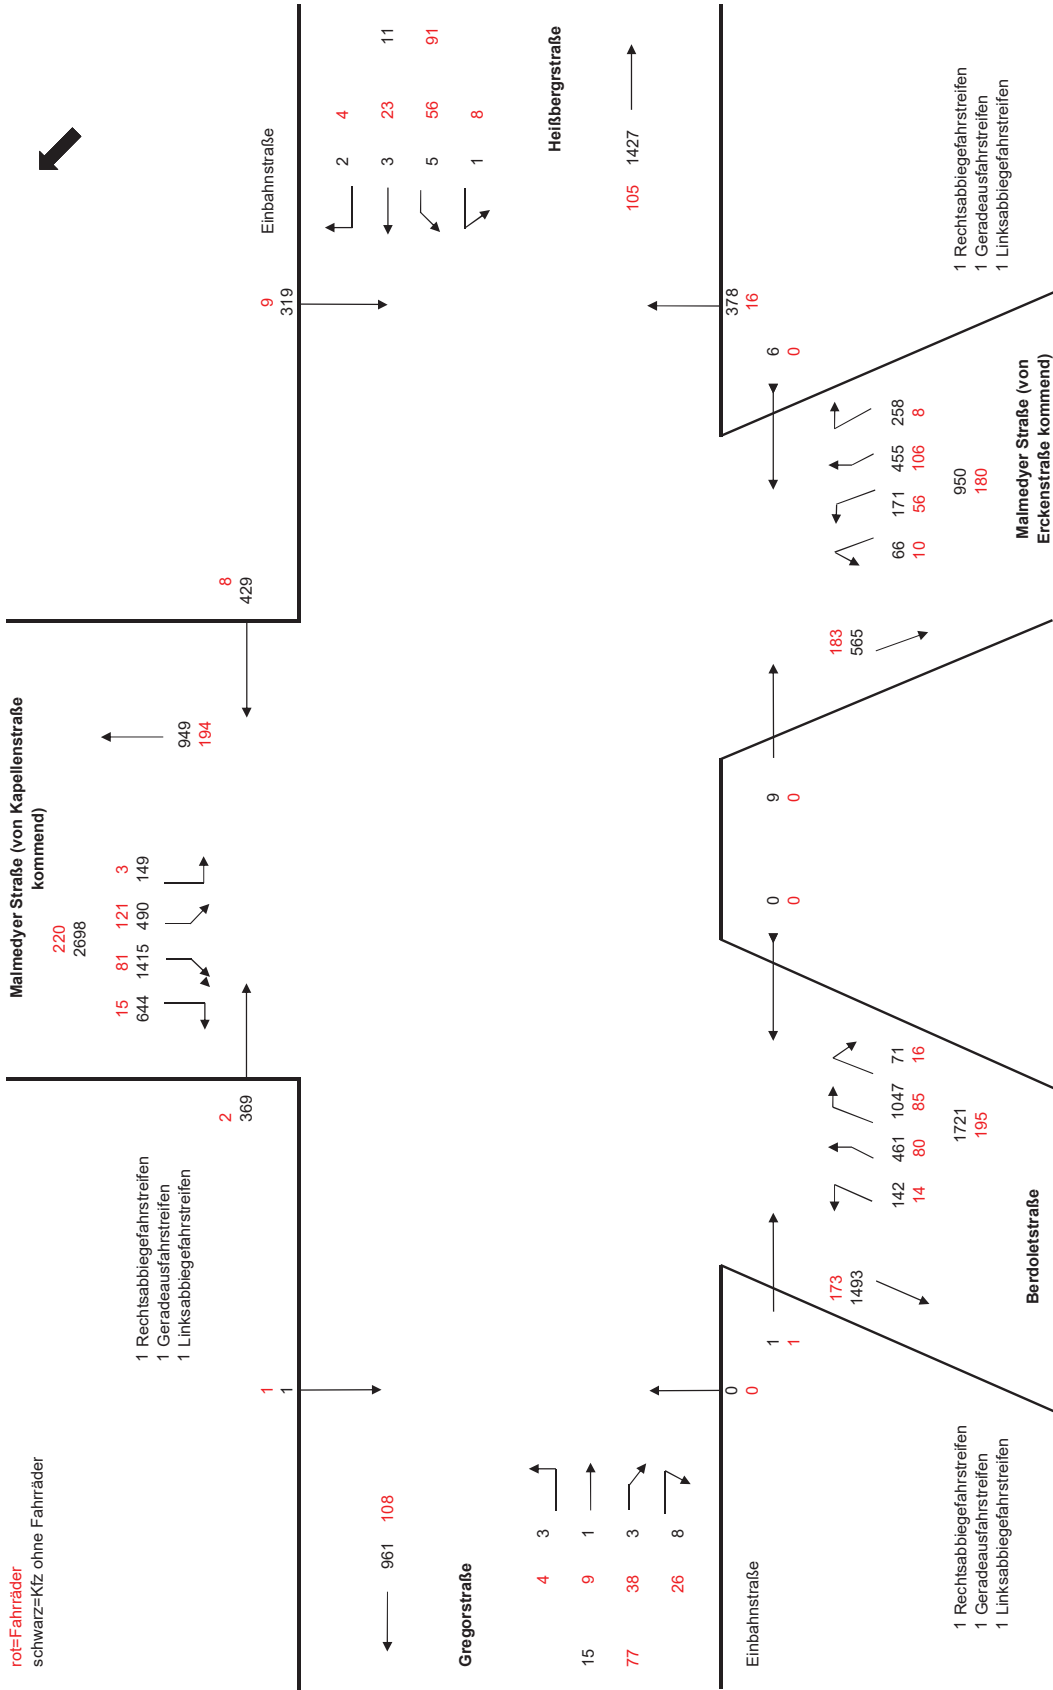 rot=Fahrräder
schwarz=Kfz ohne Fahrräder
1 Rechtsabbiegefahrstreifen
1 Geradeausfahrstreifen
1 Linksabbiegefahrstreifen
Malmedyer Straße (von Kapellenstraße
kommend)
220
2698
15 81 121 3
644 1415 490 149
949
194
2
369
8
429
1
1
9
319
Einbahnstraße
2 4
3 23 11
5 56 91
1 8
Heißbergstraße
105 1427
961 108
Gregorstraße
4 3
9 1
15
38 3
77
26 8
Einbahnstraße
0
0
378
16
1
1
0
0
9
0
6
0
173
1493
183
565
142 461 1047 71
14 80 85 16
1721
195
Berdoletstraße
66 171 455 258
10 56 106 8
950
180
Malmedyer Straße (von
Erckenstraße kommend)
1 Rechtsabbiegefahrstreifen
1 Geradeausfahrstreifen
1 Linksabbiegefahrstreifen
1 Rechtsabbiegefahrstreifen
1 Geradeausfahrstreifen
1 Linksabbiegefahrstreifen